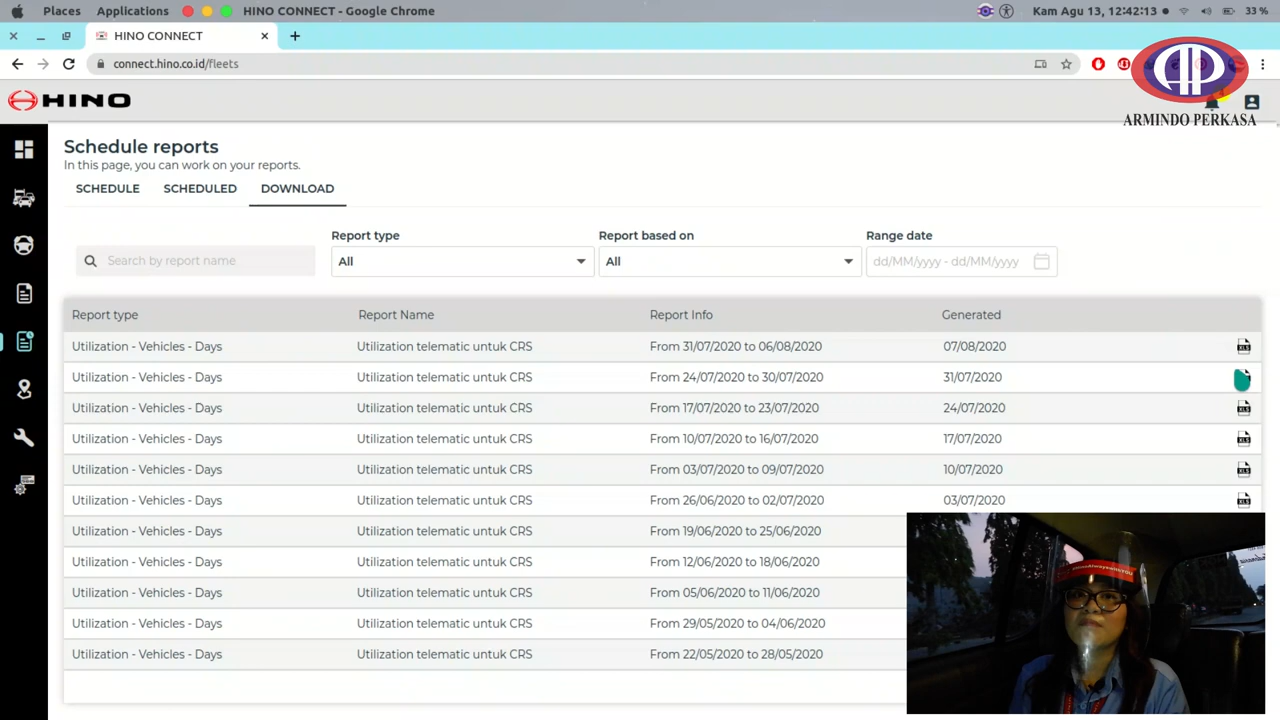 Places Applications HINO CONNECT - Google Chrome Kam Agu 13, 12:42:13 33 %
HINO CONNECT
connect.hino.co.id/fleets
HINO
ARMINDO PERKASA
Schedule reports
In this page, you can work on your reports.
SCHEDULE SCHEDULED DOWNLOAD
Report type Report based on Range date
Search by report name All All dd/MM/yyyy - dd/MM/yyyy
Report type Report Name Report Info Generated
Utilization - Vehicles - Days Utilization telematic untuk CRS From 31/07/2020 to 06/08/2020 07/08/2020 XLS
Utilization - Vehicles - Days Utilization telematic untuk CRS From 24/07/2020 to 30/07/2020 31/07/2020
Utilization - Vehicles - Days Utilization telematic untuk CRS From 17/07/2020 to 23/07/2020 24/07/2020 XLS
Utilization - Vehicles - Days Utilization telematic untuk CRS From 10/07/2020 to 16/07/2020 17/07/2020 XLS
Utilization - Vehicles - Days Utilization telematic untuk CRS From 03/07/2020 to 09/07/2020 10/07/2020 XLS
Utilization - Vehicles - Days Utilization telematic untuk CRS From 26/06/2020 to 02/07/2020 03/07/2020 XLS
Utilization - Vehicles - Days Utilization telematic untuk CRS From 19/06/2020 to 25/06/2020
Utilization - Vehicles - Days Utilization telematic untuk CRS From 12/06/2020 to 18/06/2020
Utilization - Vehicles - Days Utilization telematic untuk CRS From 05/06/2020 to 11/06/2020
Utilization - Vehicles - Days Utilization telematic untuk CRS From 29/05/2020 to 04/06/2020
Utilization - Vehicles - Days Utilization telematic untuk CRS From 22/05/2020 to 28/05/2020